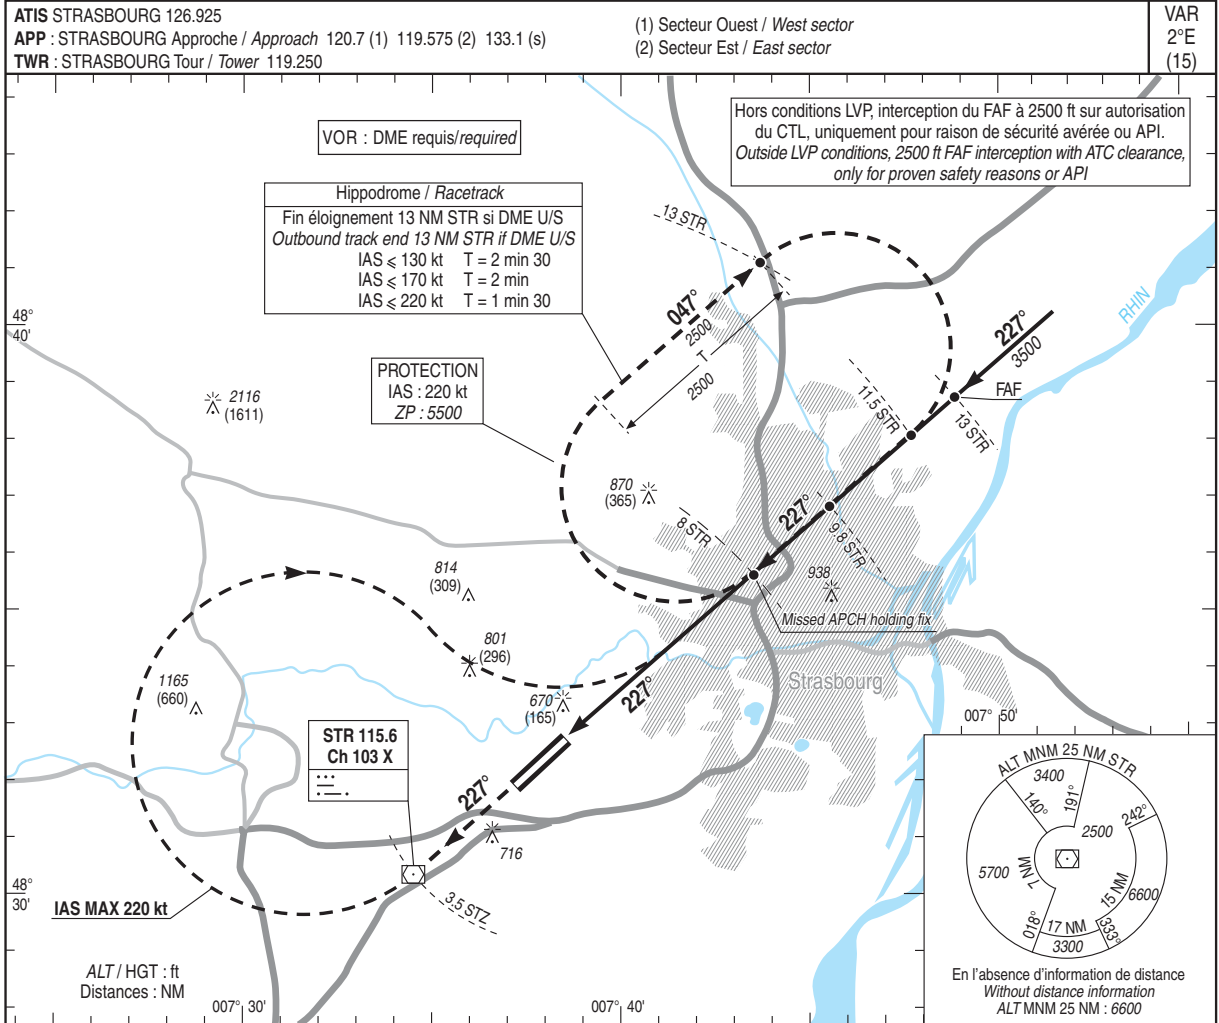 ATIS STRASBOURG 126.925
APP : STRASBOURG Approche / Approach 120.7 (1) 119.575 (2) 133.1 (s)
TWR : STRASBOURG Tour / Tower 119.250
(1) Secteur Ouest / West sector
(2) Secteur Est / East sector
VAR
2°E
(15)
VOR : DME requis/required
Hors conditions LVP, interception du FAF à 2500 ft sur autorisation
du CTL, uniquement pour raison de sécurité avérée ou API.
Outside LVP conditions, 2500 ft FAF interception with ATC clearance,
only for proven safety reasons or API
Hippodrome / Racetrack
Fin éloignement 13 NM STR si DME U/S
Outbound track end 13 NM STR if DME U/S
IAS ⩽ 130 kt T = 2 min 30
IAS ⩽ 170 kt T = 2 min
IAS ⩽ 220 kt T = 1 min 30
13 STR
047°
2500
T
2500
RHIN
227°
3500
FAF
48°
40'
PROTECTION
IAS : 220 kt
ZP : 5500
2116
(1611)
11.5 STR
13 STR
870
(365)
8 STR
227°
9.8 STR
938
814
(309)
Missed APCH holding fix
801
(296)
1165
(660)
670
(165)
227°
Strasbourg
007° 50'
STR 115.6
Ch 103 X
227°
716
3.5 STZ
IAS MAX 220 kt
48°
30'
ALT / HGT : ft
Distances : NM
007° 30'
007° 40'
ALT MNM 25 NM STR
3400
140°
191°
242°
2500
5700
7 NM
15 NM
6600
018°
17 NM
333°
3300
En l'absence d'information de distance
Without distance information
ALT MNM 25 NM : 6600